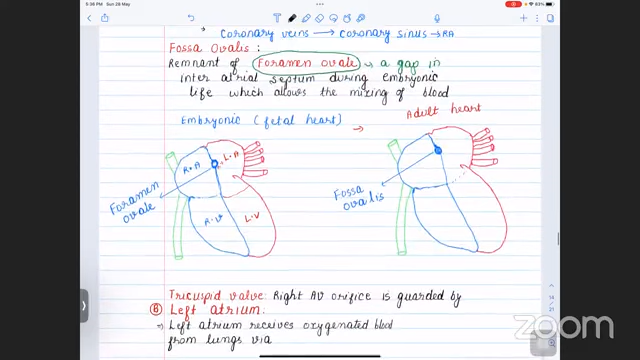 5:36 PM Sun 28 May
53%
Coronary veins → Coronary Sinus → RA
Fossa Ovalis :
Remnant of Foramen Ovale → a gap in
inter atrial septum during embryonic
life which allows the mixing of blood
Embryonic (fetal heart) → Adult heart
R.A L.A
Foramen ovale
R.V L.V
Fossa ovalis
Tricuspid valve: Right AV orifice is guarded by
B Left Atrium:
⇒ Left atrium receives oxygenated blood
from lungs via
zoom